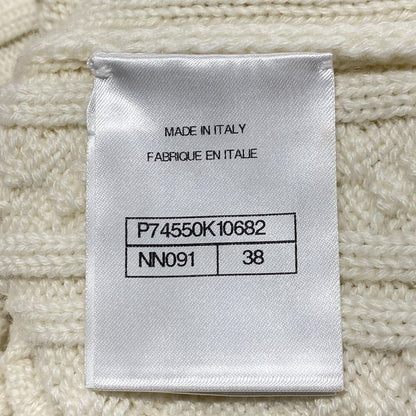 MADE IN ITALY
FABRIQUE EN ITALIE
P74550K10682
NN091 38